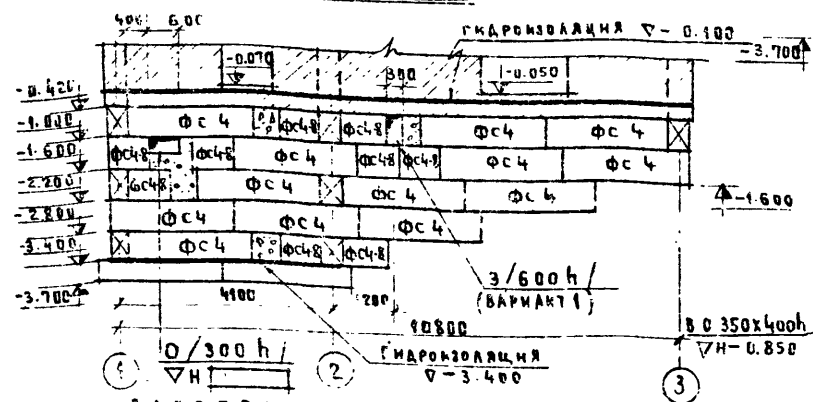 400 600
ГИДРОИЗОЛЯЦИЯ ▽-0.400
-3.700
-0.070
300
-0.050
-0.420
-1.000
ФС 4 ФС4-8 ФС4-8 ФС 4 ФС 4
-1.600
ФС4-8 ФС4-8 ФС 4 ФС4-8 ФС4-8 ФС 4 ФС 4
-2.200
ФС4-8 ФС 4 ФС 4 ФС 4
-1.600
-2.800
ФС 4 ФС 4 ФС 4
-3.400
ФС 4 ФС4-8 ФС4-8
3/600h/
(ВАРИАНТ 1)
-3.700
4100 1200
10800
В 0 350х400h
▽Н-0.850
0/300h/
▽Н
ГИДРОИЗОЛЯЦИЯ
▽-3.400
1 2 3